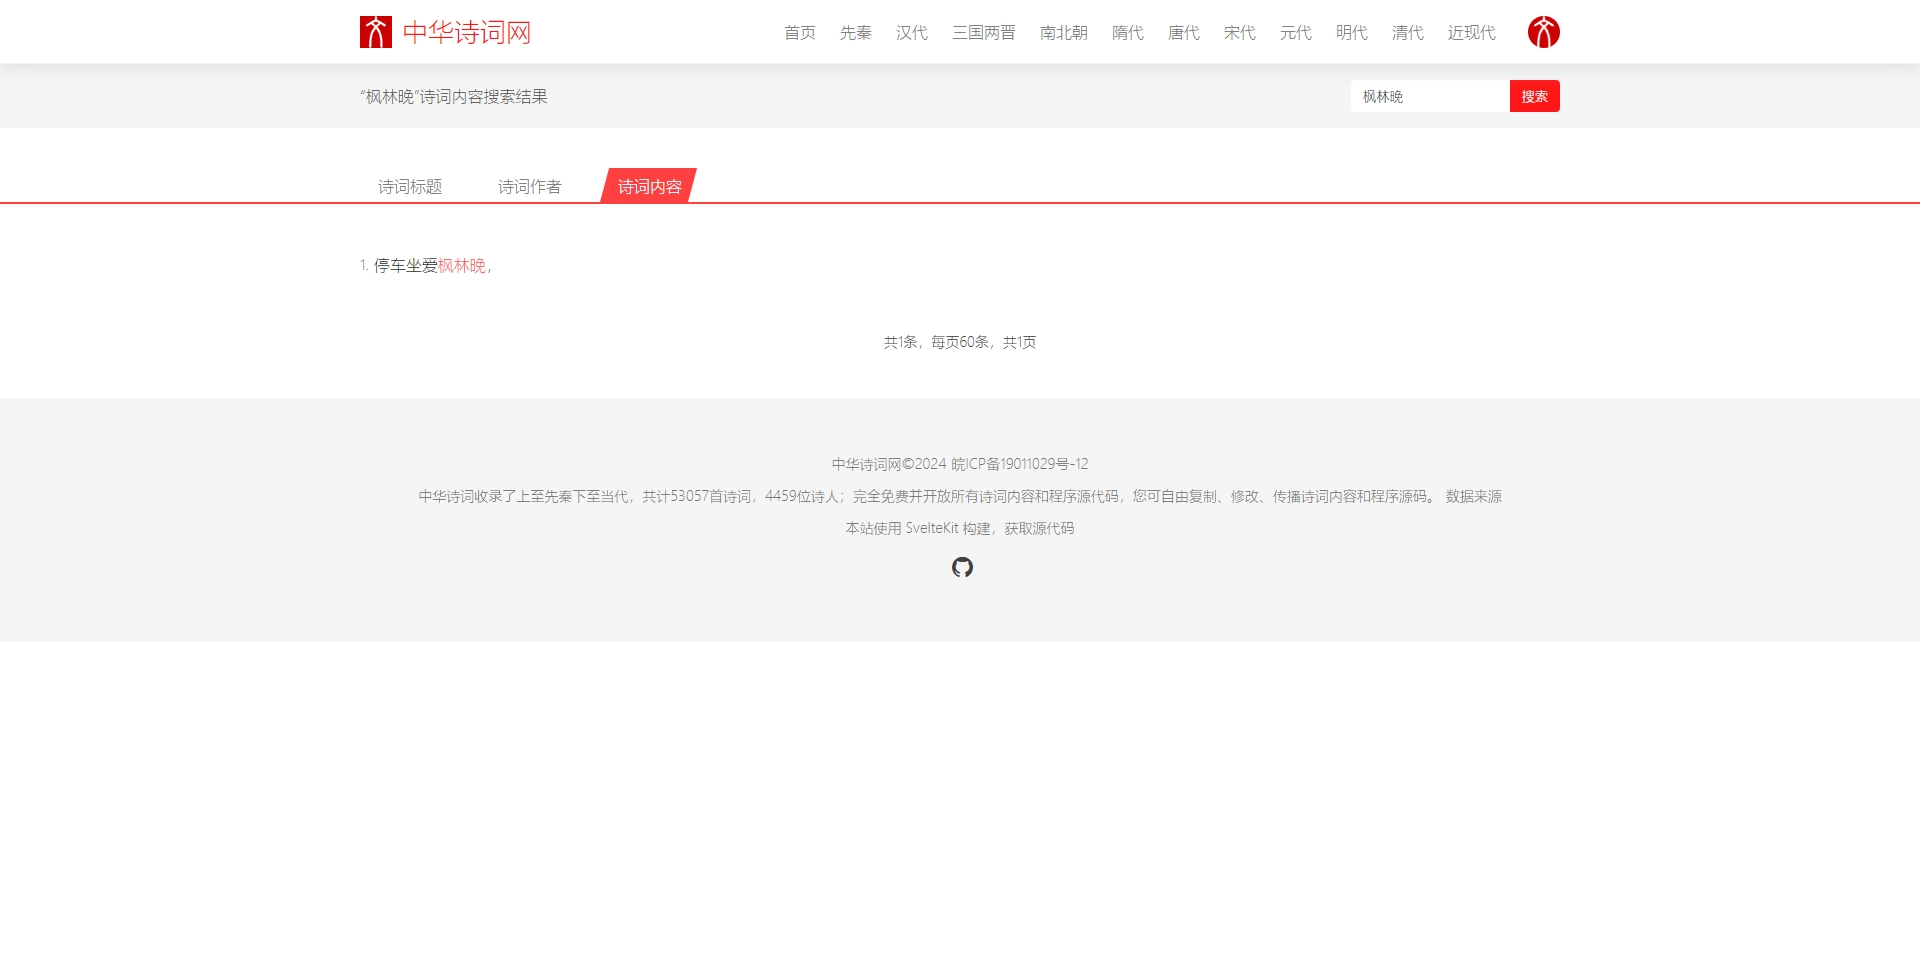 中华诗词网
首页 先秦 汉代 三国两晋 南北朝 隋代 唐代 宋代 元代 明代 清代 近现代
“枫林晚”诗词内容搜索结果
枫林晚 搜索
诗词标题 诗词作者 诗词内容
1. 停车坐爱枫林晚，
共1条，每页60条，共1页
中华诗词网©2024 皖ICP备19011029号-12
中华诗词收录了上至先秦下至当代，共计53057首诗词，4459位诗人；完全免费并开放所有诗词内容和程序源代码，您可自由复制、修改、传播诗词内容和程序源码。 数据来源
本站使用 SvelteKit 构建，获取源代码